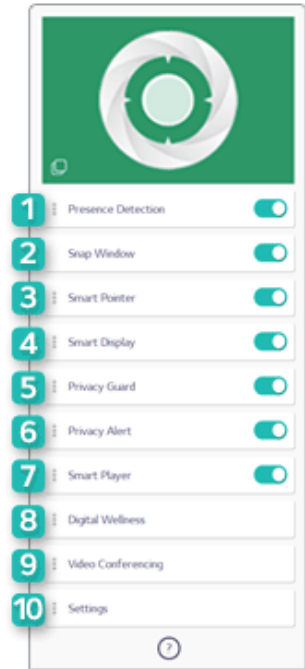 1 Presence Detection
2 Snap Window
3 Smart Pointer
4 Smart Display
5 Privacy Guard
6 Privacy Alert
7 Smart Player
8 Digital Wellness
9 Video Conferencing
10 Settings
?